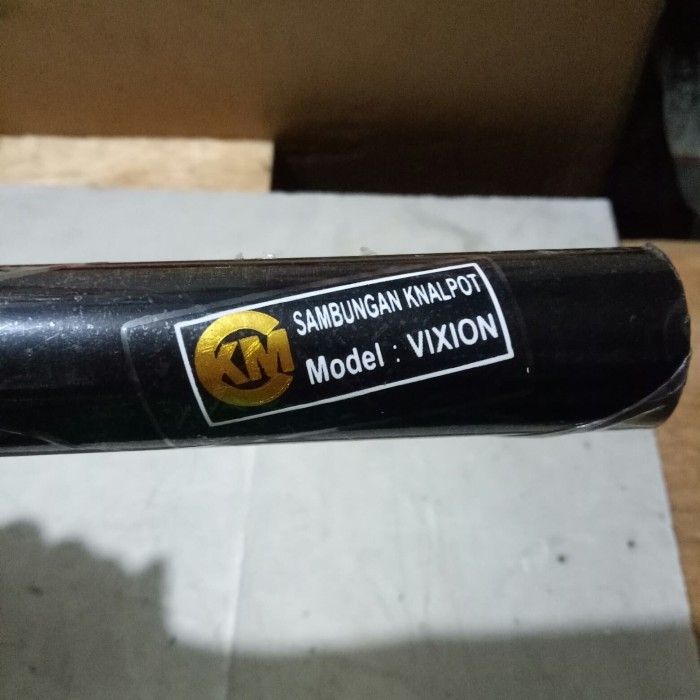 KM
SAMBUNGAN KNALPOT
Model : VIXION